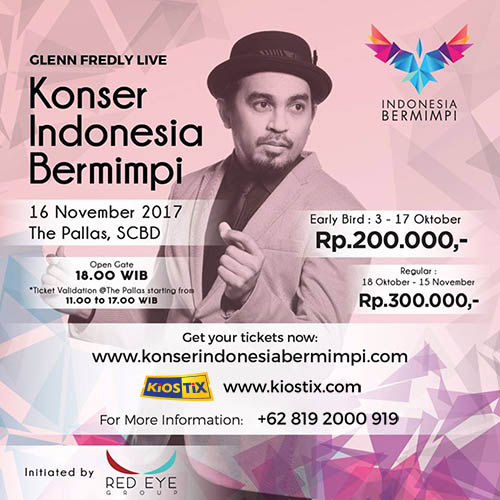 GLENN FREDLY LIVE
Konser
Indonesia
Bermimpi
INDONESIA
BERMIMPI
16 November 2017
The Pallas, SCBD
Open Gate
18.00 WIB
*Ticket Validation @The Pallas starting from
11.00 to 17.00 WIB
Early Bird : 3 - 17 Oktober
Rp.200.000,-
Regular :
18 Oktober - 15 November
Rp.300.000,-
Get your tickets now:
www.konserindonesiabermimpi.com
KiOSTiX www.kiostix.com
For More Information: +62 819 2000 919
Initiated by
RED EYE
GROUP